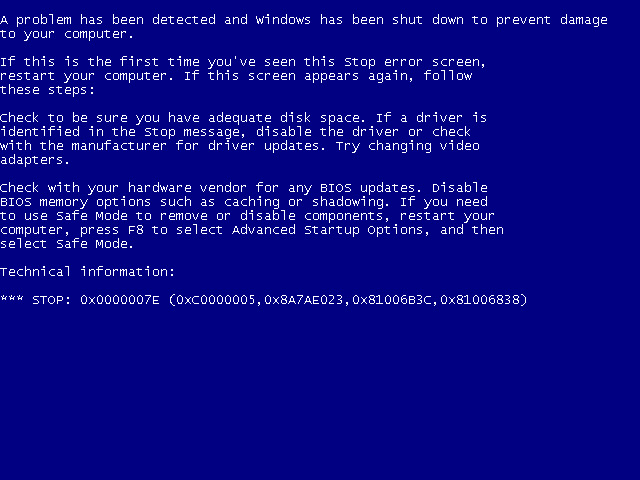 A problem has been detected and Windows has been shut down to prevent damage
to your computer.
If this is the first time you've seen this Stop error screen,
restart your computer. If this screen appears again, follow
these steps:
Check to be sure you have adequate disk space. If a driver is
identified in the Stop message, disable the driver or check
with the manufacturer for driver updates. Try changing video
adapters.
Check with your hardware vendor for any BIOS updates. Disable
BIOS memory options such as caching or shadowing. If you need
to use Safe Mode to remove or disable components, restart your
computer, press F8 to select Advanced Startup Options, and then
select Safe Mode.
Technical information:
*** STOP: 0x0000007E (0xC0000005,0x8A7AE023,0x81006B3C,0x81006838)